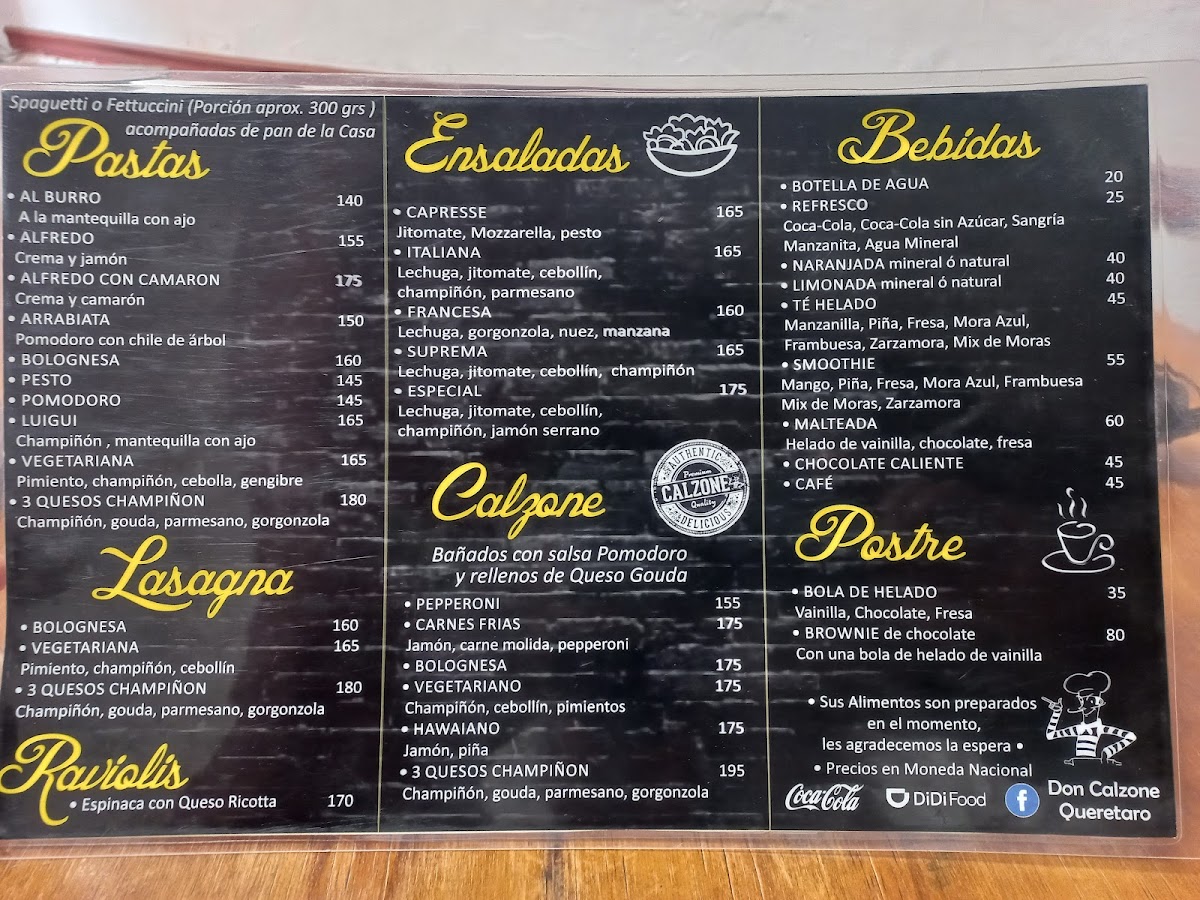 Spaguetti o Fettuccini (Porción aprox. 300 grs )
acompañadas de pan de la Casa
Pastas
• AL BURRO 140
A la mantequilla con ajo
• ALFREDO 155
Crema y jamón
• ALFREDO CON CAMARON 175
Crema y camarón
• ARRABIATA 150
Pomodoro con chile de árbol
• BOLOGNESA 160
• PESTO 145
• POMODORO 145
• LUIGUI 165
Champiñón , mantequilla con ajo
• VEGETARIANA 165
Pimiento, champiñón, cebolla, gengibre
• 3 QUESOS CHAMPIÑON 180
Champiñón, gouda, parmesano, gorgonzola
Lasagna
• BOLOGNESA 160
• VEGETARIANA 165
Pimiento, champiñón, cebollín
• 3 QUESOS CHAMPIÑON 180
Champiñón, gouda, parmesano, gorgonzola
Raviolis
• Espinaca con Queso Ricotta 170
Ensaladas
• CAPRESSE 165
Jitomate, Mozzarella, pesto
• ITALIANA 165
Lechuga, jitomate, cebollín,
champiñón, parmesano
• FRANCESA 160
Lechuga, gorgonzola, nuez, manzana
• SUPREMA 165
Lechuga, jitomate, cebollín, champiñón
• ESPECIAL 175
Lechuga, jitomate, cebollín,
champiñón, jamón serrano
Calzone
AUTHENTIC
Premium
CALZONE
Quality
DELICIOUS
Bañados con salsa Pomodoro
y rellenos de Queso Gouda
• PEPPERONI 155
• CARNES FRIAS 175
Jamón, carne molida, pepperoni
• BOLOGNESA 175
• VEGETARIANO 175
Champiñón, cebollín, pimientos
• HAWAIANO 175
Jamón, piña
• 3 QUESOS CHAMPIÑON 195
Champiñón, gouda, parmesano, gorgonzola
Bebidas
• BOTELLA DE AGUA 20
• REFRESCO 25
Coca-Cola, Coca-Cola sin Azúcar, Sangría
Manzanita, Agua Mineral
• NARANJADA mineral ó natural 40
• LIMONADA mineral ó natural 40
• TÉ HELADO 45
Manzanilla, Piña, Fresa, Mora Azul,
Frambuesa, Zarzamora, Mix de Moras
• SMOOTHIE 55
Mango, Piña, Fresa, Mora Azul, Frambuesa
Mix de Moras, Zarzamora
• MALTEADA 60
Helado de vainilla, chocolate, fresa
• CHOCOLATE CALIENTE 45
• CAFÉ 45
Postre
• BOLA DE HELADO 35
Vainilla, Chocolate, Fresa
• BROWNIE de chocolate 80
Con una bola de helado de vainilla
• Sus Alimentos son preparados
en el momento,
les agradecemos la espera •
• Precios en Moneda Nacional
Coca-Cola DiDi Food f Don Calzone
Queretaro